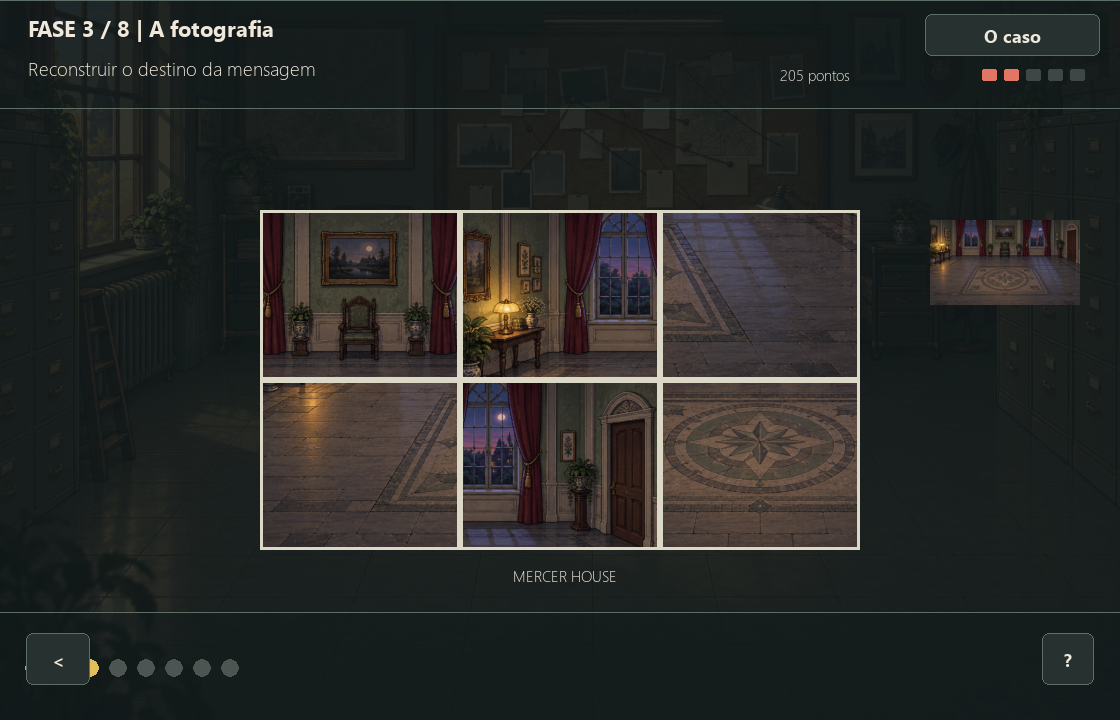 FASE 3 / 8 | A fotografia
O caso
Reconstruir o destino da mensagem
205 pontos
MERCER HOUSE
<
?